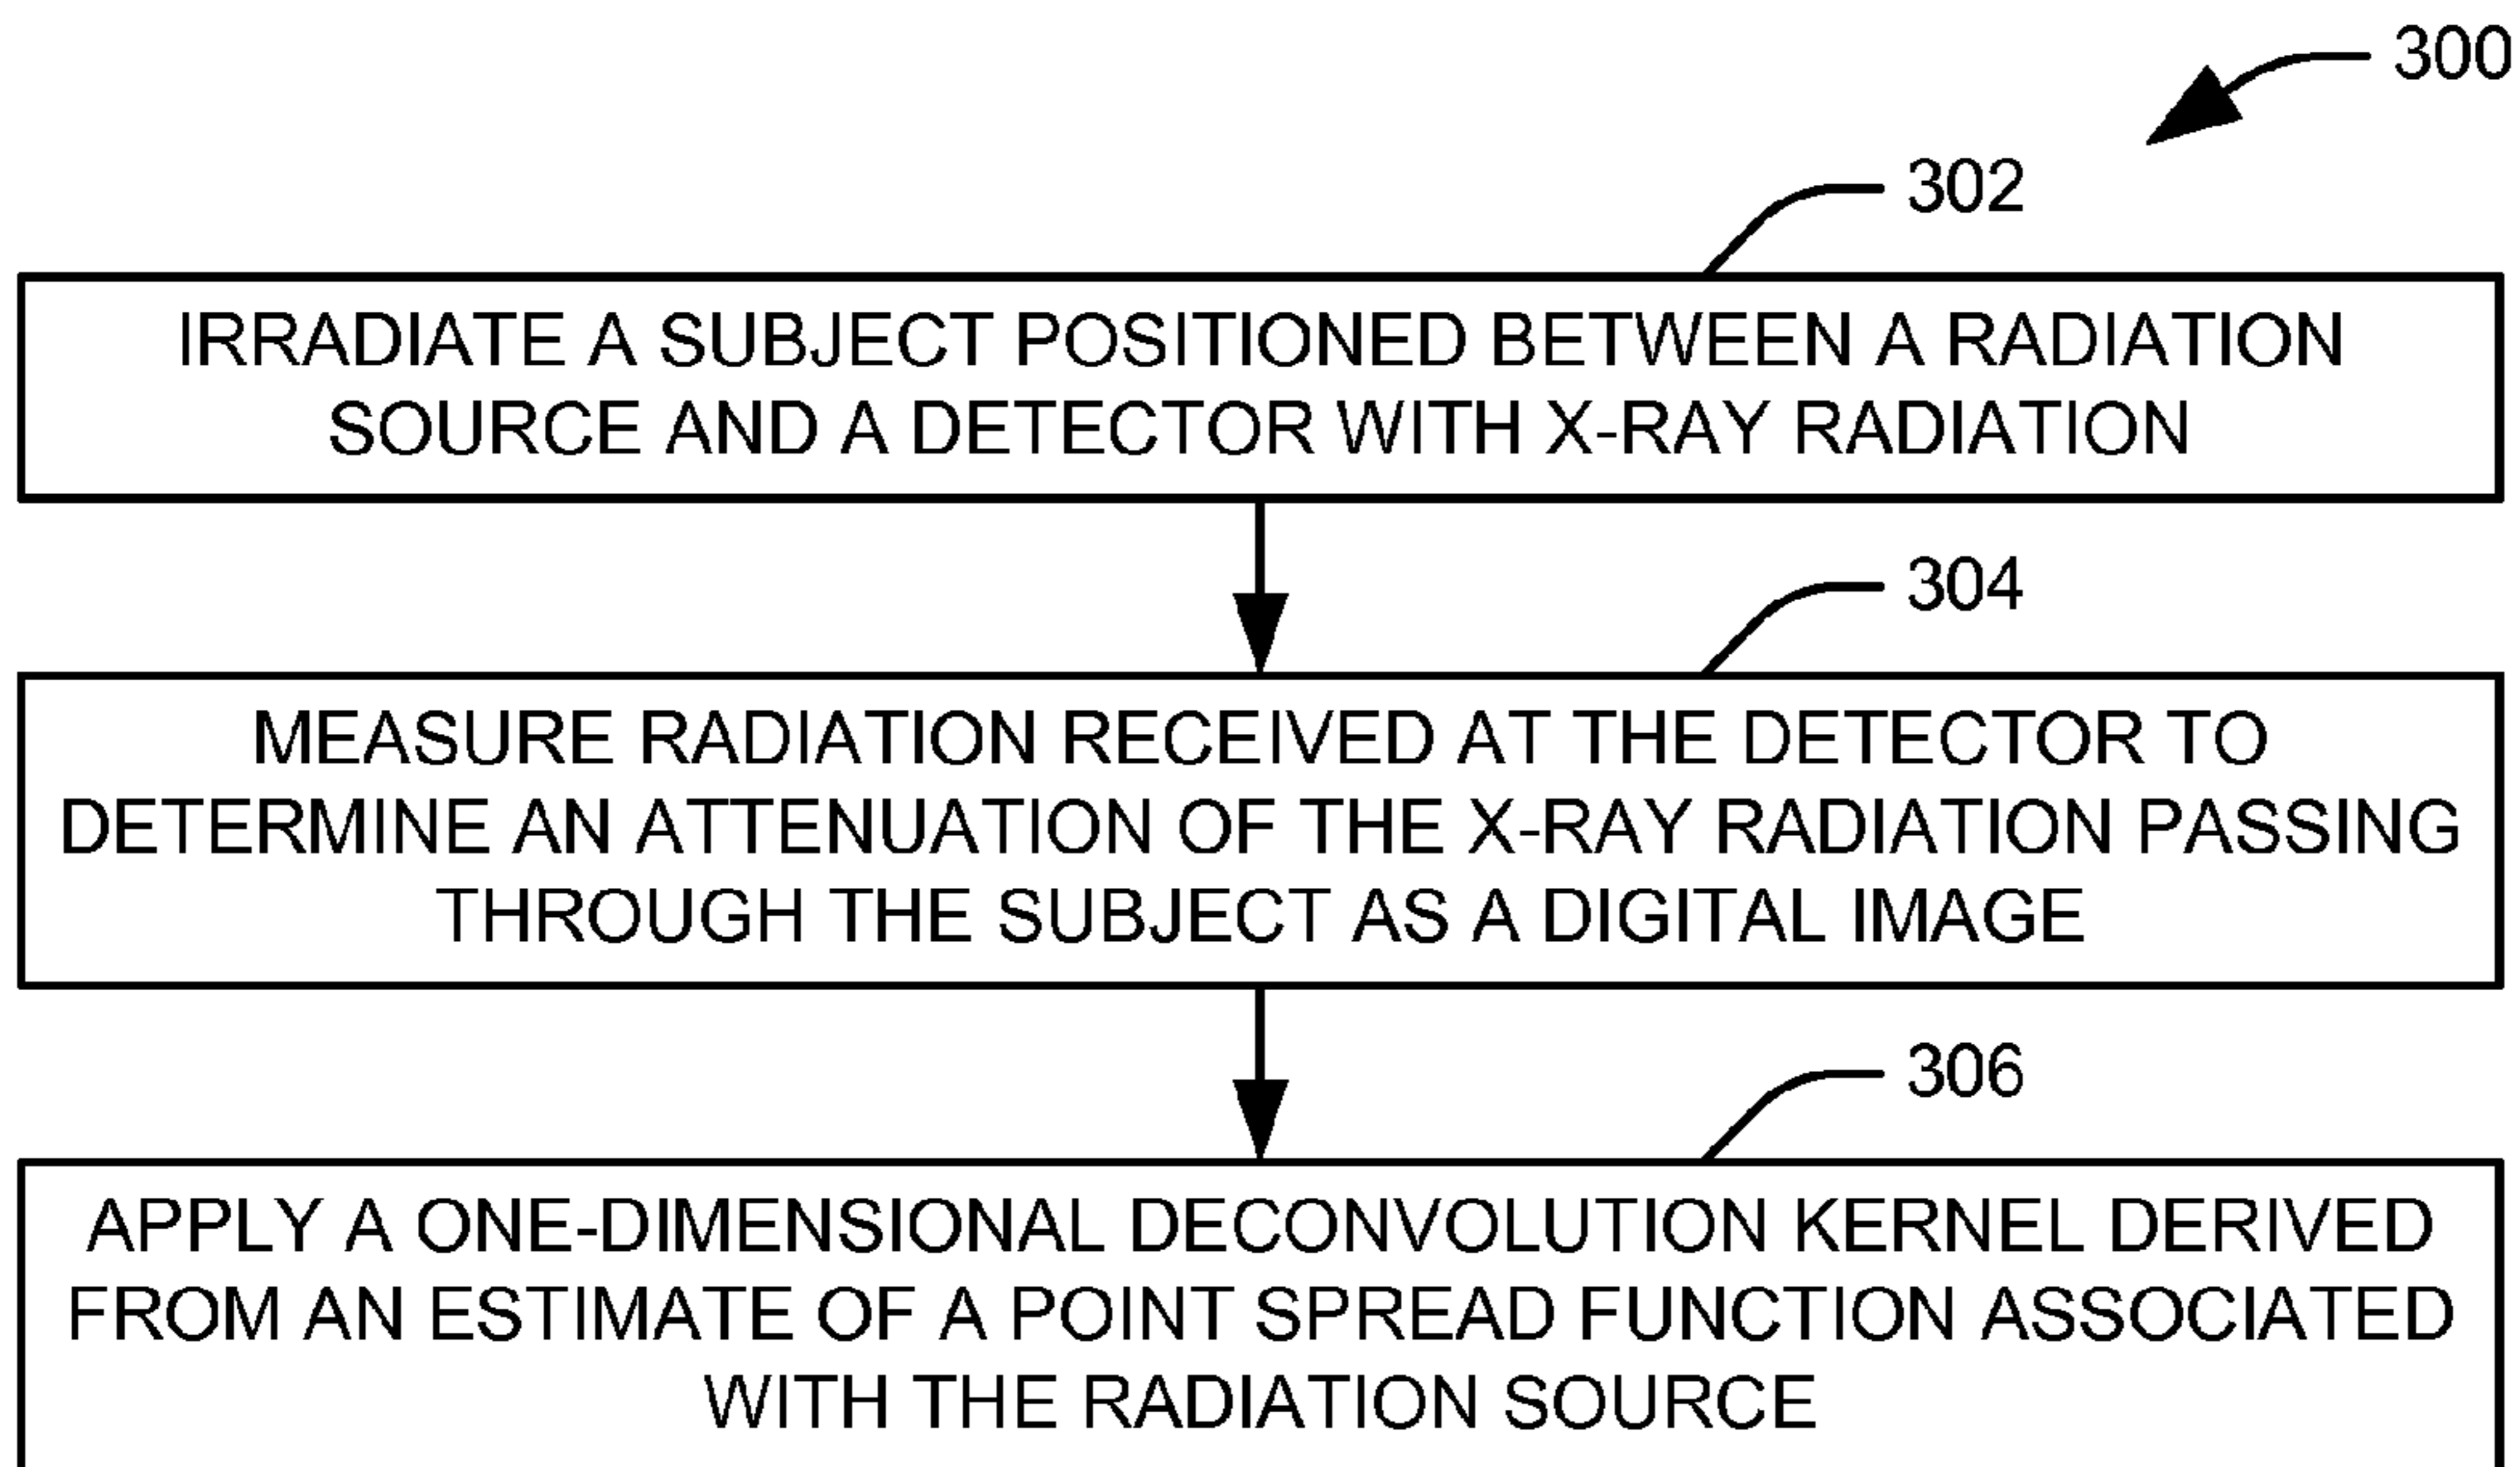 300
302
IRRADIATE A SUBJECT POSITIONED BETWEEN A RADIATION
SOURCE AND A DETECTOR WITH X-RAY RADIATION
304
MEASURE RADIATION RECEIVED AT THE DETECTOR TO
DETERMINE AN ATTENUATION OF THE X-RAY RADIATION PASSING
THROUGH THE SUBJECT AS A DIGITAL IMAGE
306
APPLY A ONE-DIMENSIONAL DECONVOLUTION KERNEL DERIVED
FROM AN ESTIMATE OF A POINT SPREAD FUNCTION ASSOCIATED
WITH THE RADIATION SOURCE